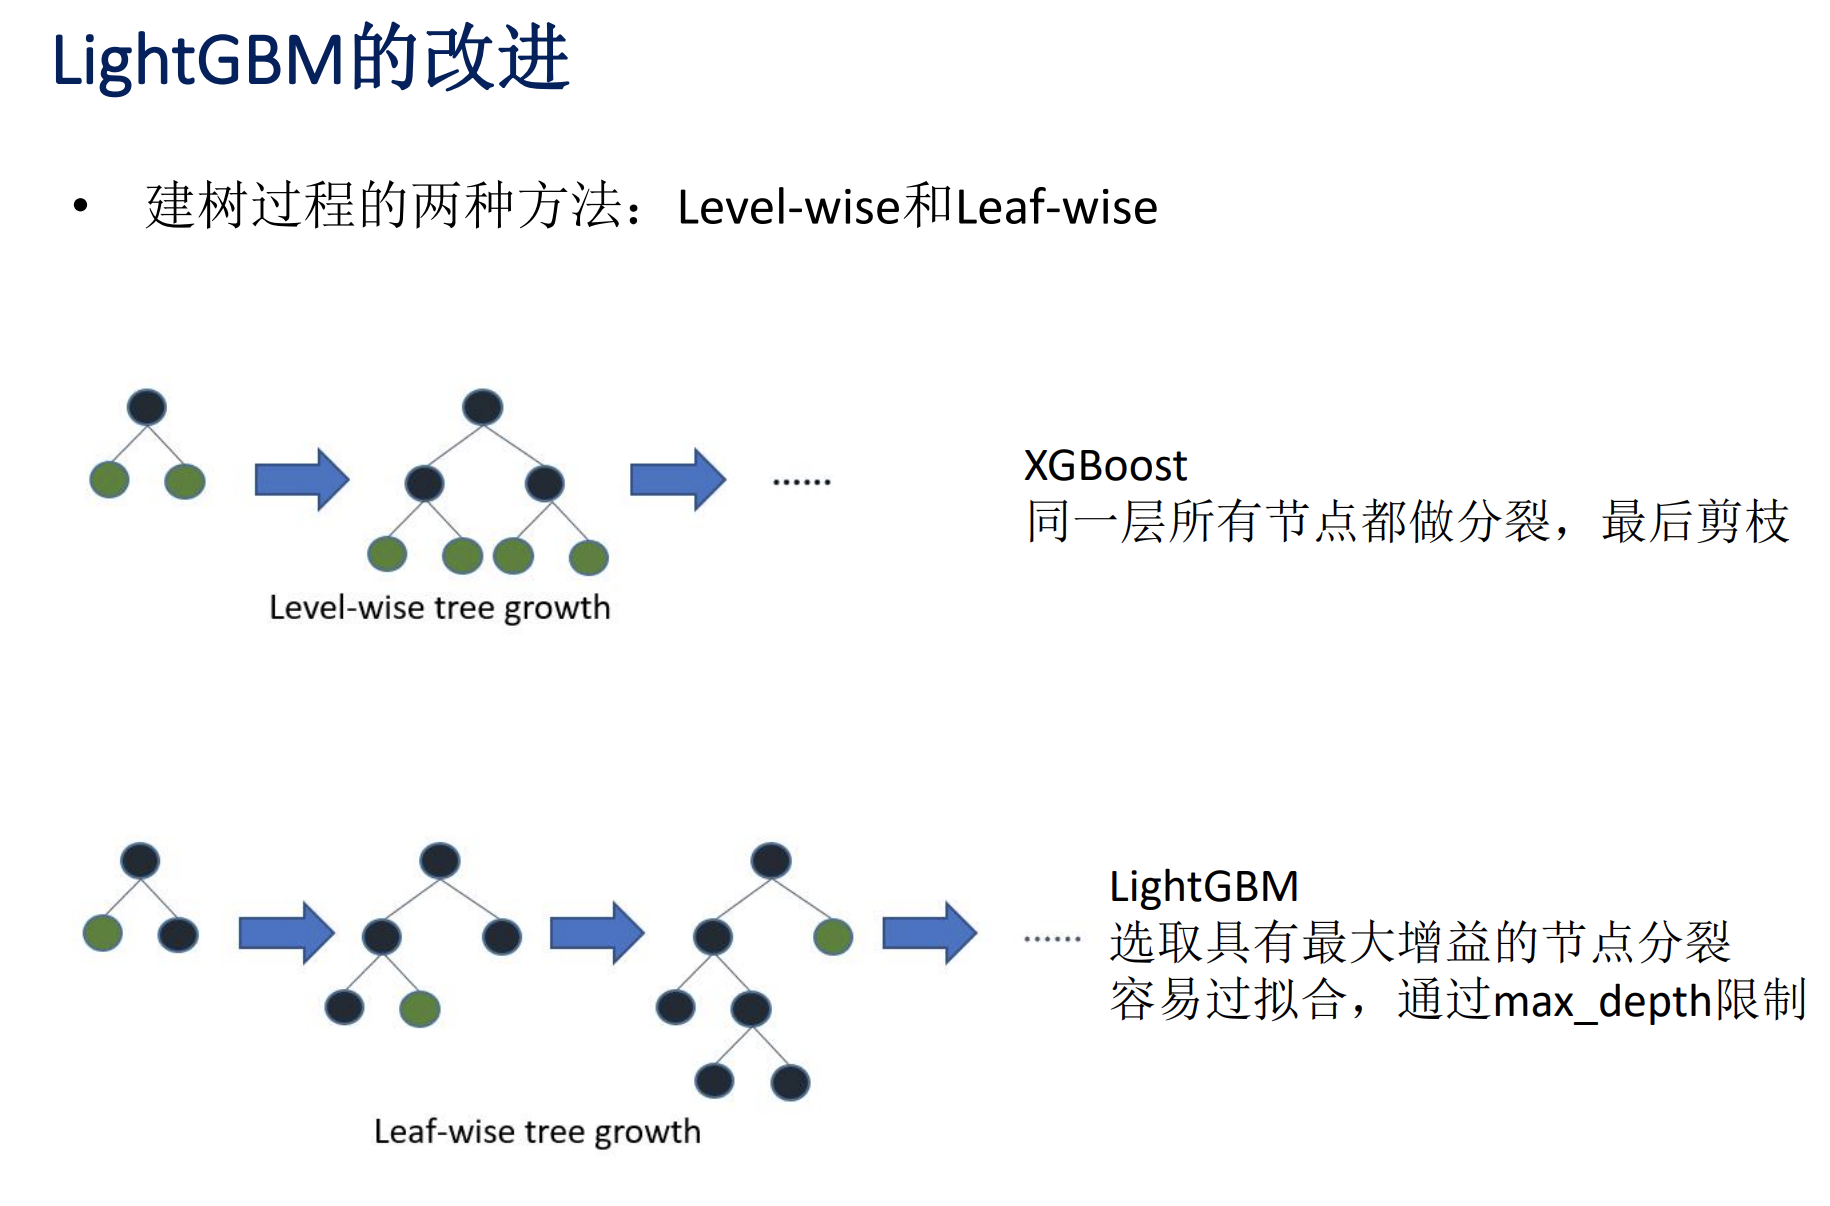 LightGBM的改进
• 建树过程的两种方法：Level-wise和Leaf-wise
......
XGBoost
同一层所有节点都做分裂，最后剪枝
Level-wise tree growth
......
LightGBM
选取具有最大增益的节点分裂
容易过拟合，通过max_depth限制
Leaf-wise tree growth